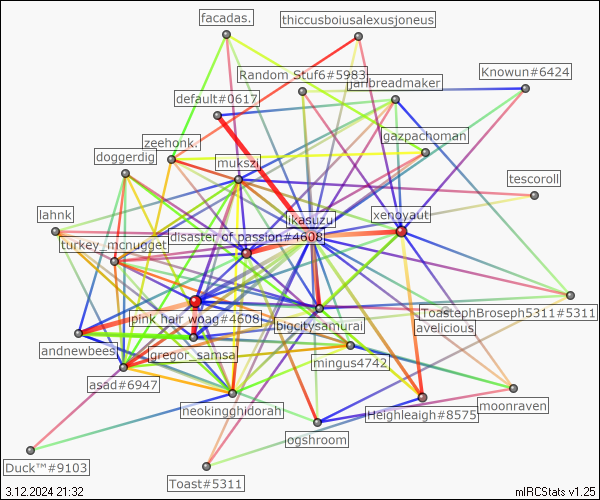 facadas.
thiccusboiusalexusjoneus
Random Stuf6#5983
janbreadmaker
Knowun#6424
default#0617
gazpachoman
zeehonk.
doggerdig
mukszi
tescoroll
lahnk
ikasuzu
xenoyaut
turkey_mcnugget
disaster of passion#4608
ToastephBroseph5311#5311
pink hair woag#4608
bigcitysamurai
avelicious
andnewbees
gregor_samsa
mingus4742
asad#6947
neokingghidorah
Heighleaigh#8575
moonraven
ogshroom
Duck™#9103
Toast#5311
3.12.2024 21:32
mIRCStats v1.25